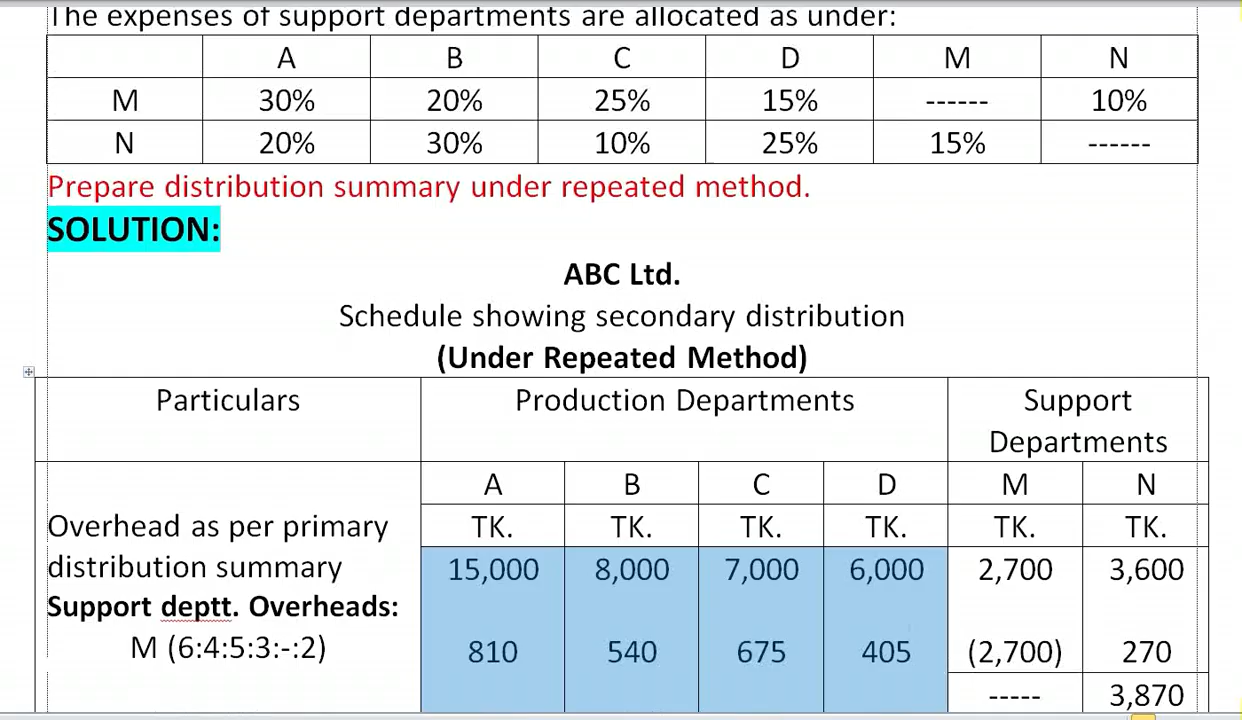 The expenses of support departments are allocated as under:
A B C D M N
M 30% 20% 25% 15% ------ 10%
N 20% 30% 10% 25% 15% ------
Prepare distribution summary under repeated method.
SOLUTION:
ABC Ltd.
Schedule showing secondary distribution
(Under Repeated Method)
Particulars Production Departments Support
Departments
A B C D M N
Overhead as per primary TK. TK. TK. TK. TK. TK.
distribution summary 15,000 8,000 7,000 6,000 2,700 3,600
Support deptt. Overheads:
M (6:4:5:3:-:2) 810 540 675 405 (2,700) 270
----- 3,870